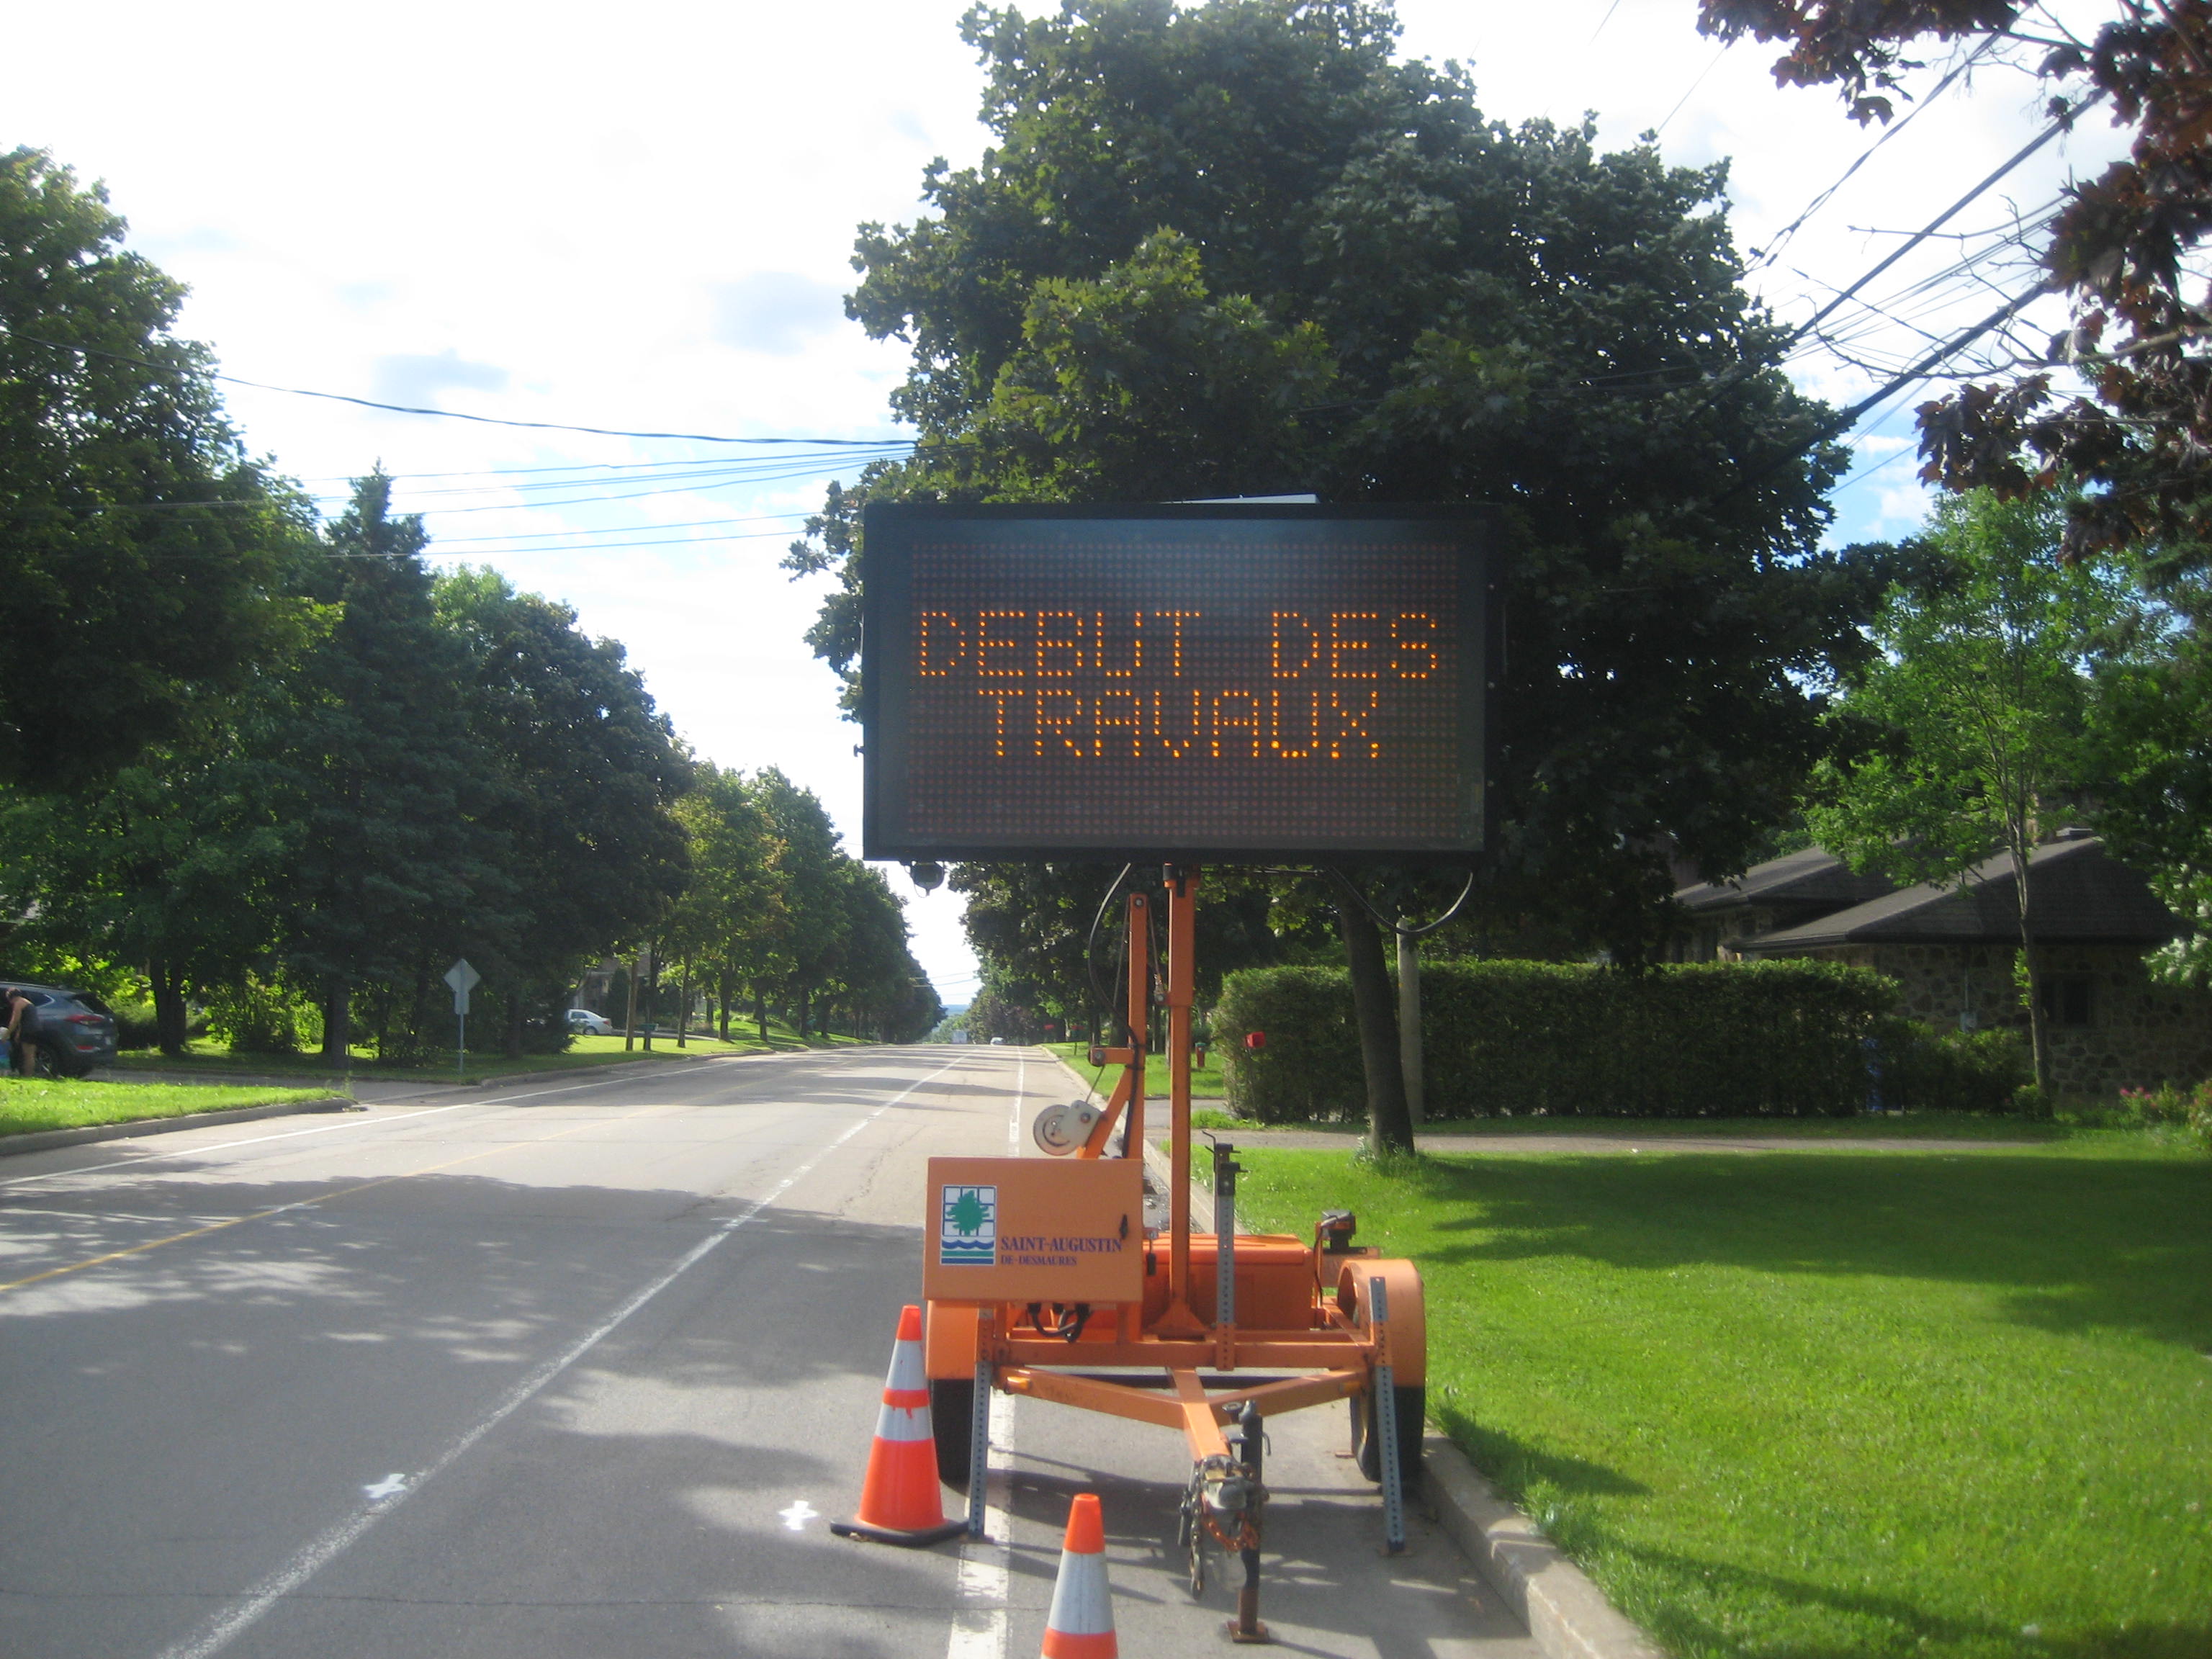 DEBUT DES
TRAVAUX
SAINT-AUGUSTIN
DE-DESMAURES